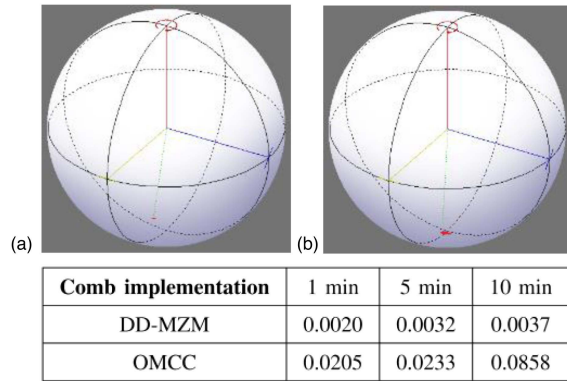 (a) (b)
Comb implementation 1 min 5 min 10 min
DD-MZM 0.0020 0.0032 0.0037
OMCC 0.0205 0.0233 0.0858